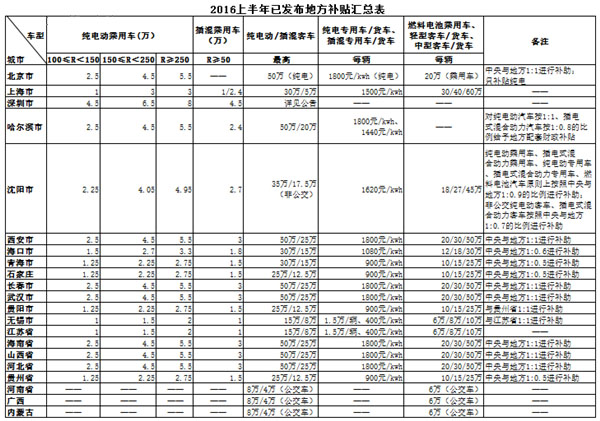 2016上半年已发布地方补贴汇总表
车型 纯电动乘用车(万) 插混乘用车(万) 纯电动/插混客车 纯电专用车/货车、插混专用车/货车 燃料电池乘用车、轻型客车/货车、中型客车/货车 备注
城市 100≤R<150 150≤R<250 R≥250 R≥50 最高 每辆 每辆
北京市 2.5 4.5 5.5 —— 50万(纯电) 1800元/kwh(纯电) 20万(乘用车) 中央与地方1:1进行补助;只补贴纯电
上海市 1 3 3 1/2.4 30万/5万 1500元/kwh 30/40/60万 ——
深圳市 4.5 6.5 8 4.5 详见公告 —— ——
哈尔滨市 2.5 4.5 5.5 2.4 50万/20万 1800元/kwh、1440元/kwh —— 对纯电动汽车按1:1、插电式混合动力汽车按1:0.8的比例给予地方配套财政补贴
沈阳市 2.25 4.05 4.95 2.7 35万/17.5万(非公交) 1620元/kwh 18/27/45万 纯电动乘用车、插电式混合动力乘用车、纯电动专用车、插电式混合动力专用车、燃料电池汽车原则上按照中央与地方1:0.9的比例进行补助;非公交纯电动客车、插电式混合动力客车按照中央与地方1:0.7的比例进行补助
西安市 2.5 4.5 5.5 3 50万/25万 1800元/kwh 20/30/50万 中央与地方1:1进行补助
海口市 1.5 2.7 3.3 1.8 30万/15万 1080元/kwh 12/18/30万 中央与地方1:0.6进行补助
青海市 1.25 2.25 2.75 1.5 30万/15万 900元/kwh 10/15/25万 中央与地方1:0.5进行补助
石家庄 1.25 2.25 2.75 1.5 25万/12.5万 900元/kwh 10/15/25万 中央与地方1:0.5进行补助
长春市 2.5 4.5 5.5 3 50万/25万 1800元/kwh 20/30/50万 中央与地方1:1进行补助
武汉市 2.5 4.5 5.5 3 50万/25万 1800元/kwh 20/30/50万 中央与地方1:1进行补助
贵阳市 1.25 2.25 2.75 1.5 25万/12.5万 900元/kwh 10/15/25万 与贵州省1:1进行补助
无锡市 1 1.5 2 1 15万/8万 1.5万/辆、400元/kwh 6万/8万/10万 与江苏省1:1进行补助
江苏省 1 1.5 2 1 15万/8万 1.5万/辆、400元/kwh 6万/8万/10万 ——
海南省 2.5 4.5 5.5 3 50万/25万 1800元/kwh 20/30/50万 中央与地方1:1进行补助
山西省 2.5 4.5 5.5 3 50万/25万 1800元/kwh 20/30/50万 中央与地方1:1进行补助
河北省 2.5 4.5 5.5 3 50万/25万 1800元/kwh 20/30/50万 中央与地方1:1进行补助
贵州省 1.25 2.25 2.75 1.5 25万/12.5万 900元/kwh 10/15/25万 中央与地方1:0.5进行补助
河南省 —— —— —— —— 8万/4万(公交车) —— 6万(公交车) ——
广西 —— —— —— —— 8万/4万(公交车) —— 6万(公交车) ——
内蒙古 —— —— —— —— 8万/4万(公交车) —— 6万(公交车) ——